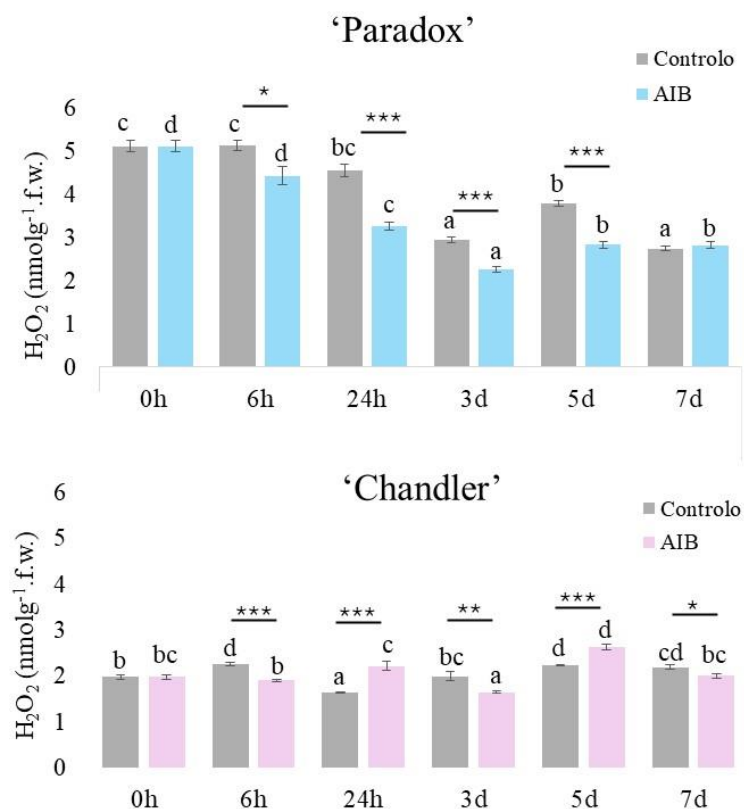 ‘Paradox’
Controlo
AIB
H₂O₂ (nmolg⁻¹.f.w.)
6
5
4
3
2
1
0
c d c d bc c a a b b a b
* *** *** ***
0h 6h 24h 3d 5d 7d
‘Chandler’
Controlo
AIB
H₂O₂ (nmolg⁻¹.f.w.)
6
5
4
3
2
1
0
*** *** ** *** *
b bc d b a c bc a d d cd bc
0h 6h 24h 3d 5d 7d